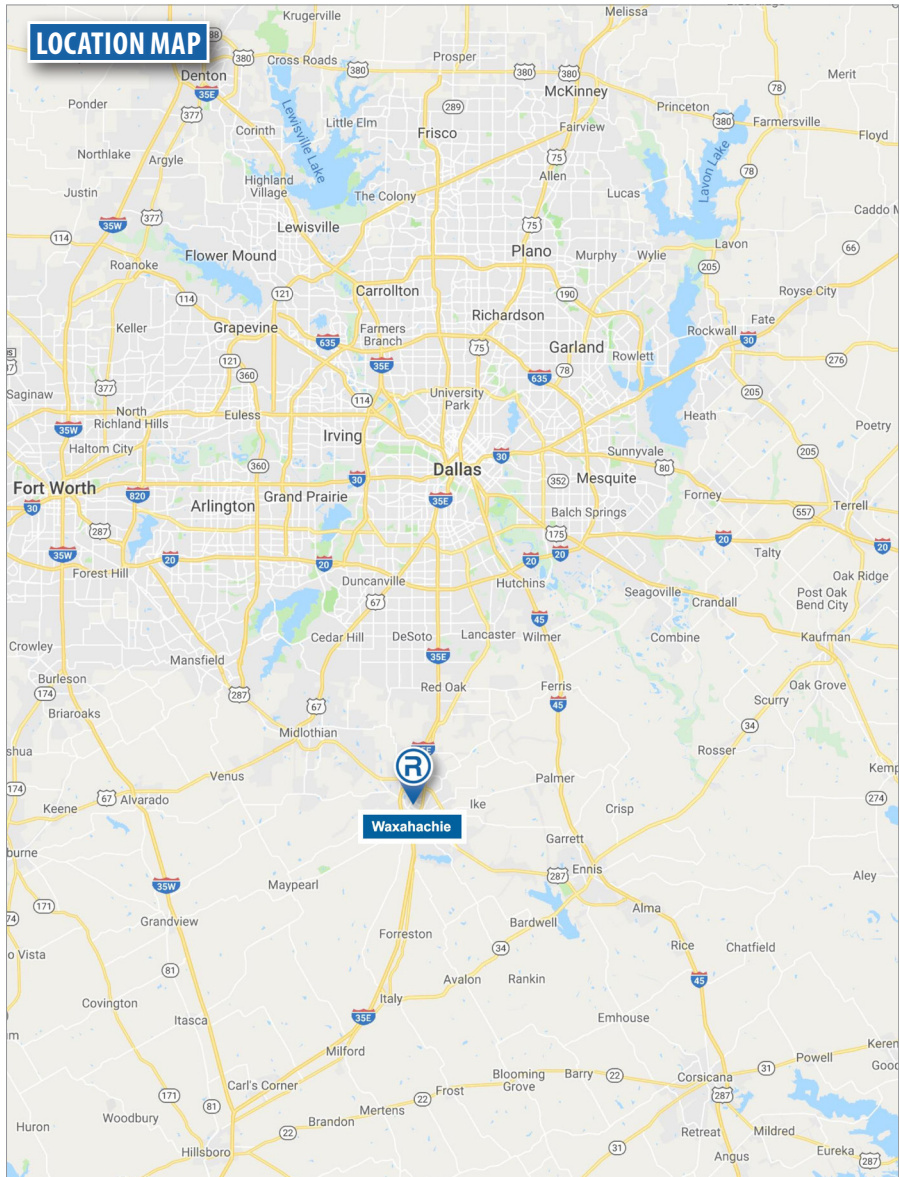 LOCATION MAP
Krugerville
Melissa
88
380
Cross Roads
380
Prosper
380
380
Merit
Denton
35E
McKinney
78
Ponder
377
Lewisville Lake
Little Elm
289
Frisco
Princeton
380
Farmersville
Corinth
Fairview
Floyd
Northlake
Argyle
75
Allen
Lavon Lake
78
Justin
Highland
Village
The Colony
Lucas
35W
377
Lewisville
75
Caddo
114
Flower Mound
Plano
Murphy
Wylie
Lavon
66
Roanoke
205
114
121
Carrollton
190
Royse City
Keller
Grapevine
635
Farmers
Branch
Richardson
Fate
Rockwall
30
121
35E
75
Garland
Rowlett
276
360
635
78
377
Saginaw
114
University
Park
205
North
Richland Hills
Euless
Heath
35W
Irving
Poetry
Haltom City
360
Dallas
30
Sunnyvale
205
Fort Worth
820
30
80
30
Arlington
Grand Prairie
35E
352
Mesquite
Forney
Terrell
287
Balch Springs
557
175
35W
20
20
20
20
20
Talty
20
Forest Hill
Duncanville
Hutchins
Oak Ridge
67
Seagoville
Crandall
Post Oak
Bend City
45
Cedar Hill
DeSoto
Lancaster
Wilmer
Combine
Kaufman
Crowley
Mansfield
35E
Burleson
287
Red Oak
Ferris
Oak Grove
174
67
45
Scurry
Briaroaks
Midlothian
34
shua
R
Rosser
Venus
Palmer
Kemp
174
67
Alvarado
Ike
274
Keene
Crisp
Waxahachie
Garrett
burne
287
Ennis
Aley
35W
Maypearl
171
Alma
74
Grandview
Bardwell
Forreston
34
Rice
Chatfield
o Vista
81
Avalon
Rankin
45
Covington
Italy
Itasca
35E
Emhouse
m
Milford
Keren
Powell
Blooming
Grove
Barry
22
Corsicana
31
Good
Carl's Corner
Frost
171
81
22
287
Woodbury
Mertens
Huron
Brandon
22
Retreat
Mildred
31
Hillsboro
Angus
Eureka
287